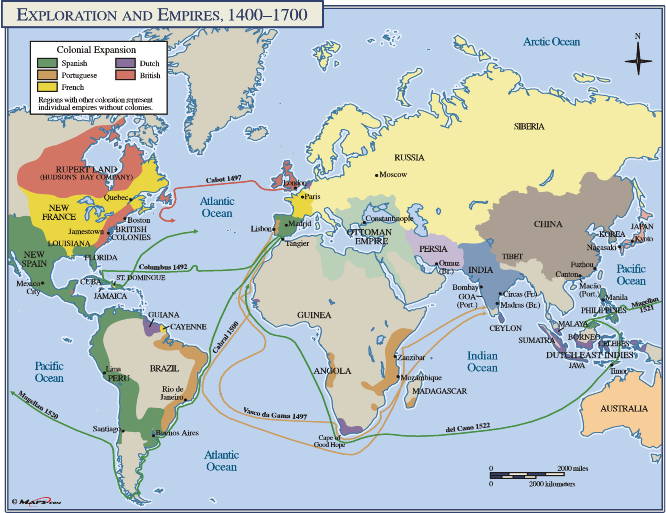 EXPLORATION AND EMPIRES, 1400–1700
Colonial Expansion
Spanish
Portuguese
French
Dutch
British
Regions with other coloration represent
individual empires without colonies.
Arctic Ocean
N
SIBERIA
RUSSIA
Moscow
RUPERT LAND
(HUDSON'S BAY COMPANY)
Cabot 1497
London
Paris
Quebec
NEW
FRANCE
Atlantic
Ocean
Boston
Jamestown
BRITISH
COLONIES
LOUISIANA
Lisbon
Madrid
Tangier
Constantinople
OTTOMAN
EMPIRE
PERSIA
CHINA
TIBET
KOREA
JAPAN
Kyoto
Nagasaki
NEW
SPAIN
FLORIDA
Columbus 1492
Mexico
City
CUBA
ST. DOMINGUE
JAMAICA
Ormuz
(Br.)
INDIA
Fuzhou
Canton
Macão
(Port.)
Pacific
Ocean
Bombay
GOA
(Port.)
Circas (Fr.)
Madras (Br.)
Manila
PHILIPPINES
Magellan
1521
GUIANA
CAYENNE
GUINEA
Cabral 1500
CEYLON
MALAYA
SUMATRA
BORNEO
CELEBES
DUTCH EAST INDIES
JAVA
Timor
Pacific
Ocean
Lima
PERU
BRAZIL
Rio de
Janeiro
ANGOLA
Zanzibar
Mozambique
MADAGASCAR
Indian
Ocean
AUSTRALIA
Magellan 1520
Vasco da Gama 1497
del Cano 1522
Santiago
Buenos Aires
Cape of
Good Hope
Atlantic
Ocean
0
2000 miles
0
2000 kilometers
© MAPS.com